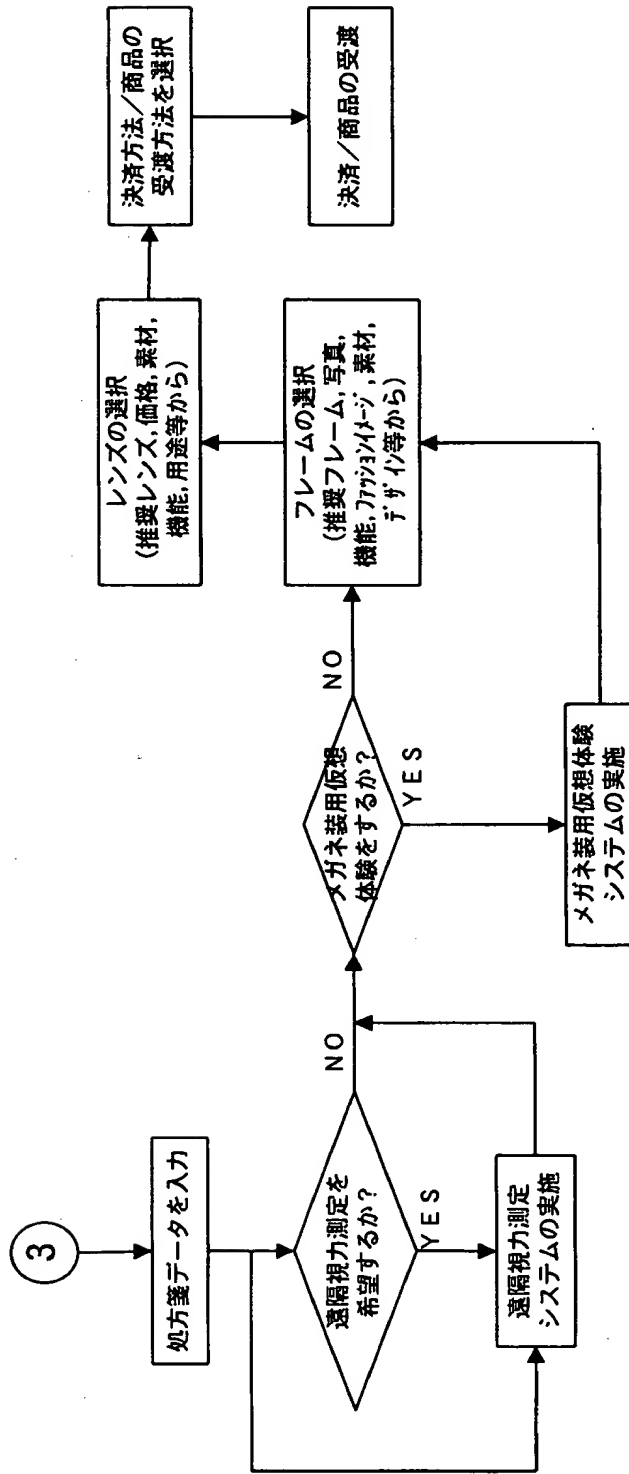 3
処方箋データを入力
遠隔視力測定を
希望するか?
NO
YES
遠隔視力測定
システムの実施
メガネ装用仮想
体験をするか?
NO
YES
メガネ装用仮想体験
システムの実施
フレームの選択
(推奨フレーム,写真,
機能,ファッションイメージ,素材,
デザイン等から)
レンズの選択
(推奨レンズ,価格,素材,
機能,用途等から)
決済方法/商品の
受渡方法を選択
決済/商品の受渡